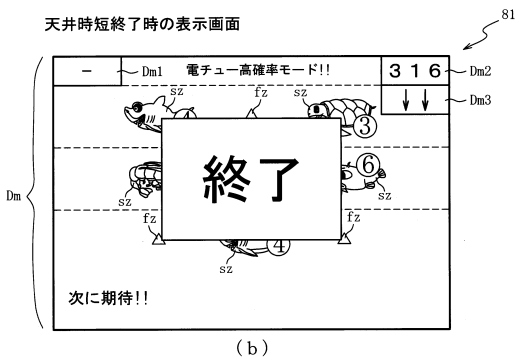 天井時短終了時の表示画面
81
－ Dm1 電チュー高確率モード!! 316 Dm2
↓↓ Dm3
sz fz sz
③
終了
⑥
sz sz
Dm
fz fz
④
sz
次に期待!!
(b)